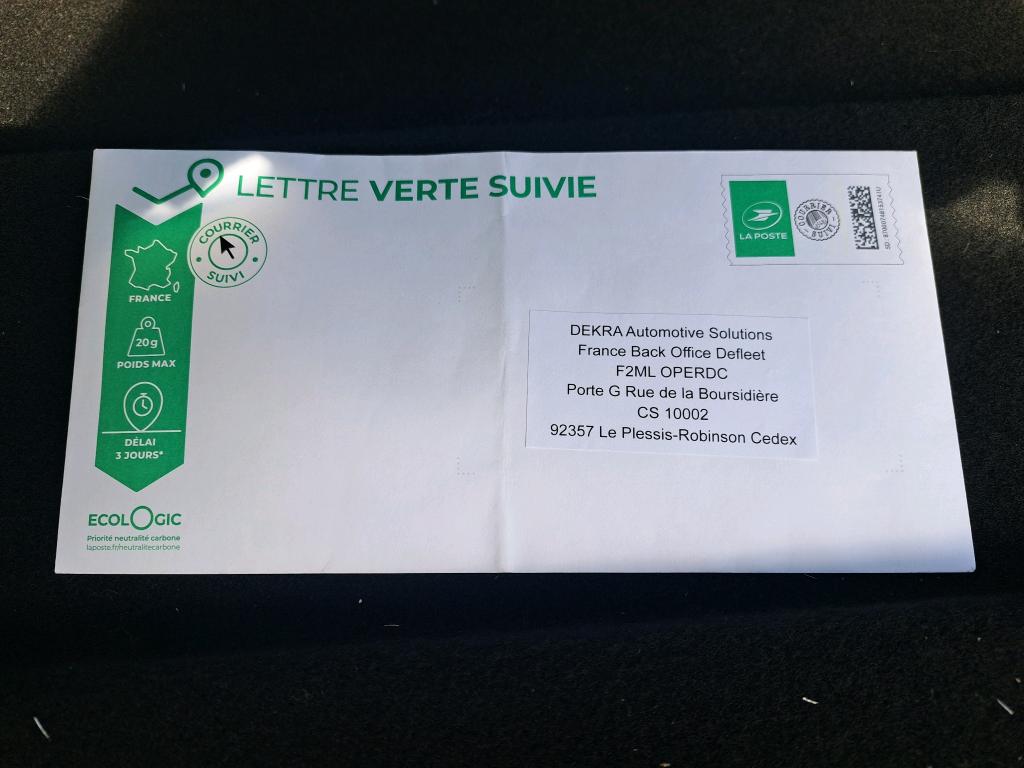 LETTRE VERTE SUIVIE
COURRIER
SUIVI
FRANCE
20g
POIDS MAX
DÉLAI
3 JOURS*
ECOLOGIC
Priorité neutralité carbone
laposte.fr/neutralitecarbone
LA POSTE
COURRIER
SUIVI
DEKRA Automotive Solutions
France Back Office Defleet
F2ML OPERDC
Porte G Rue de la Boursidière
CS 10002
92357 Le Plessis-Robinson Cedex